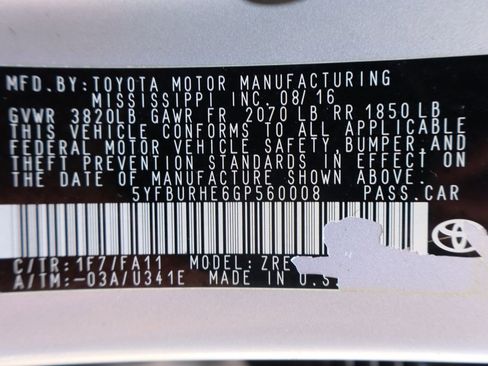 MFD.BY:TOYOTA MOTOR MANUFACTURING
MISSISSIPPI INC. 08/16
GVWR 3820LB GAWR FR 2070 LB RR 1850 LB
THIS VEHICLE CONFORMS TO ALL APPLICABLE
FEDERAL MOTOR VEHICLE SAFETY,BUMPER,AND
THEFT PREVENTION STANDARDS IN EFFECT ON
THE DATE OF MANUFACTURE SHOWN ABOVE.
5YFBURHE6GP560008 PASS.CAR
C/TR:1F7/FA11 MODEL:ZRE
A/TM:-03A/U341E MADE IN U.S